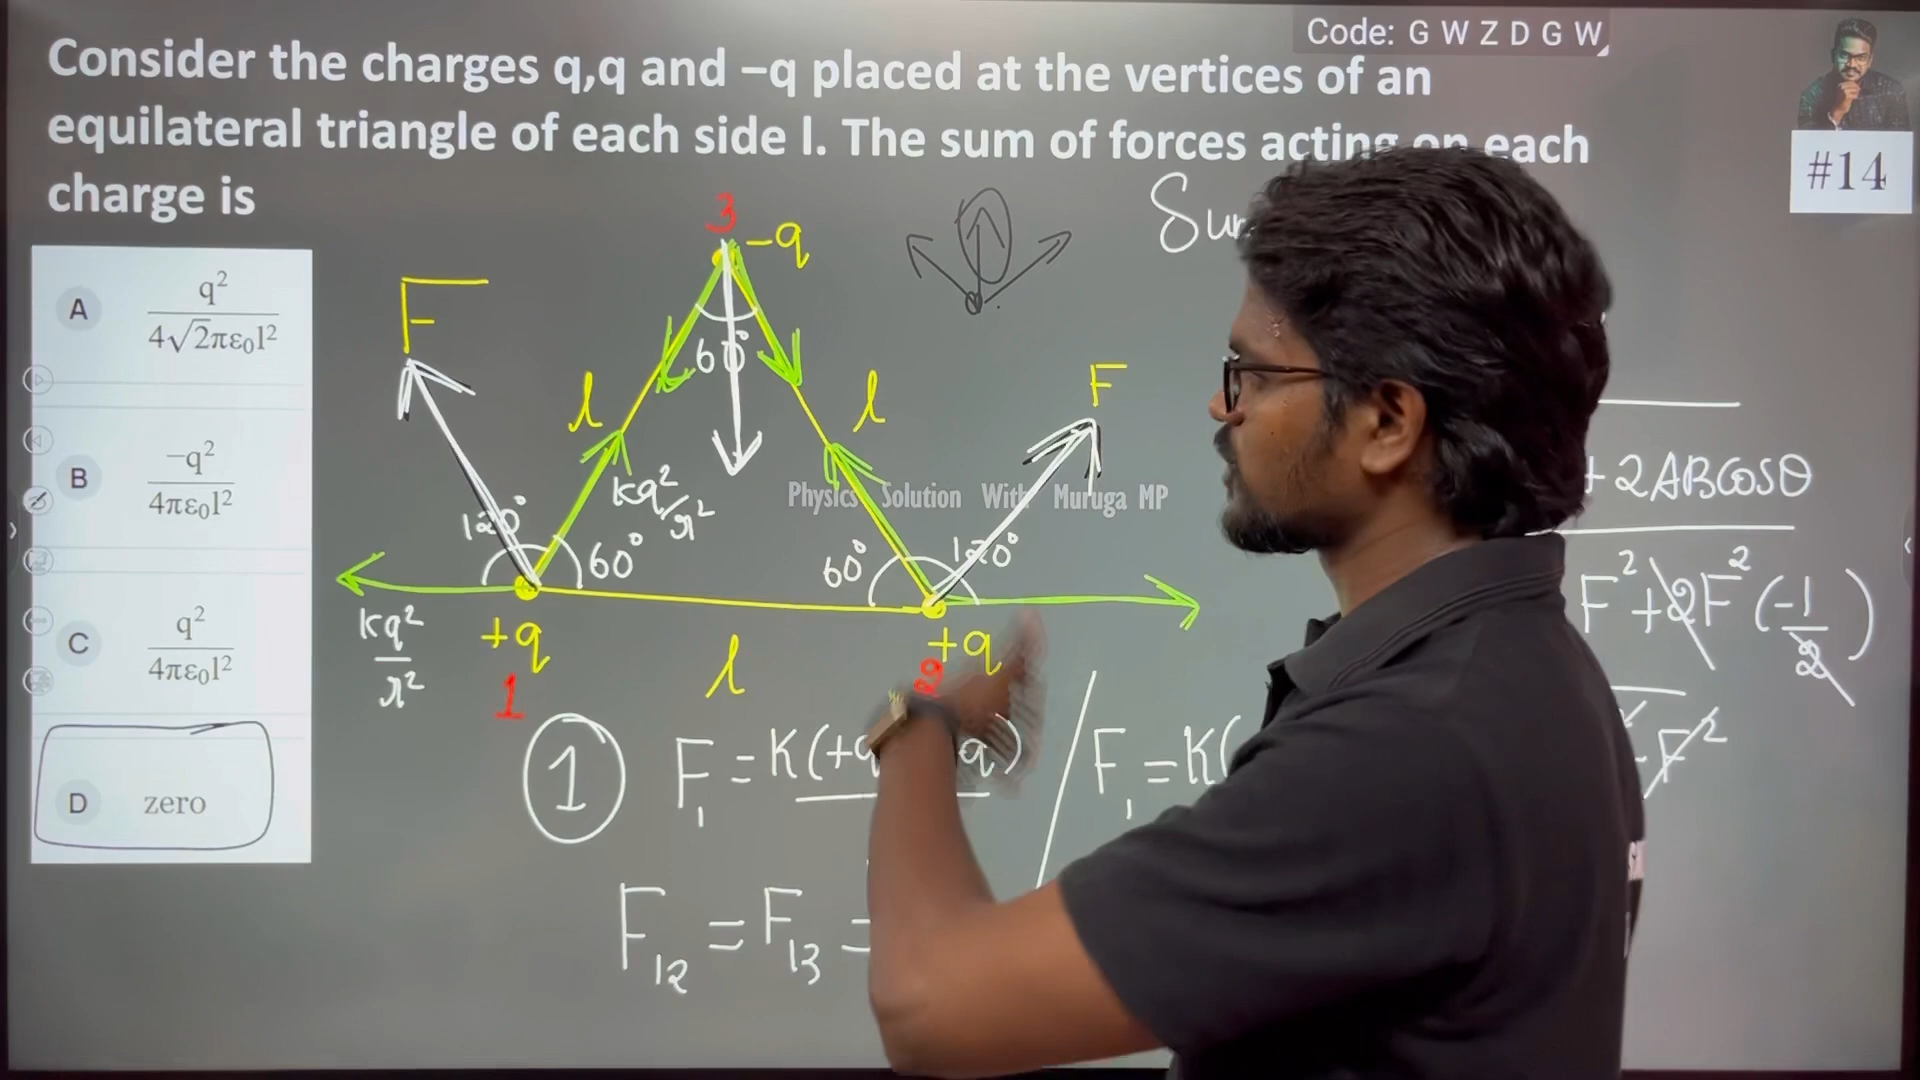 Code: G W Z D G W
Consider the charges q,q and –q placed at the vertices of an
equilateral triangle of each side l. The sum of forces acting on each
charge is
#14
A q² / 4√2πε₀l²
B −q² / 4πε₀l²
C q² / 4πε₀l²
D zero
3
-q
F
60°
l
l
F
kq²/r²
120°
60°
60°
120°
Physics Solution With Muruga MP
kq²/r²
+q
1
l
+q
2
+2ABcosθ
F²+2F²(-1/2)
F²
1
F₁ = K(+q
q)
F₁ = K(
F₁₂ = F₁₃ =